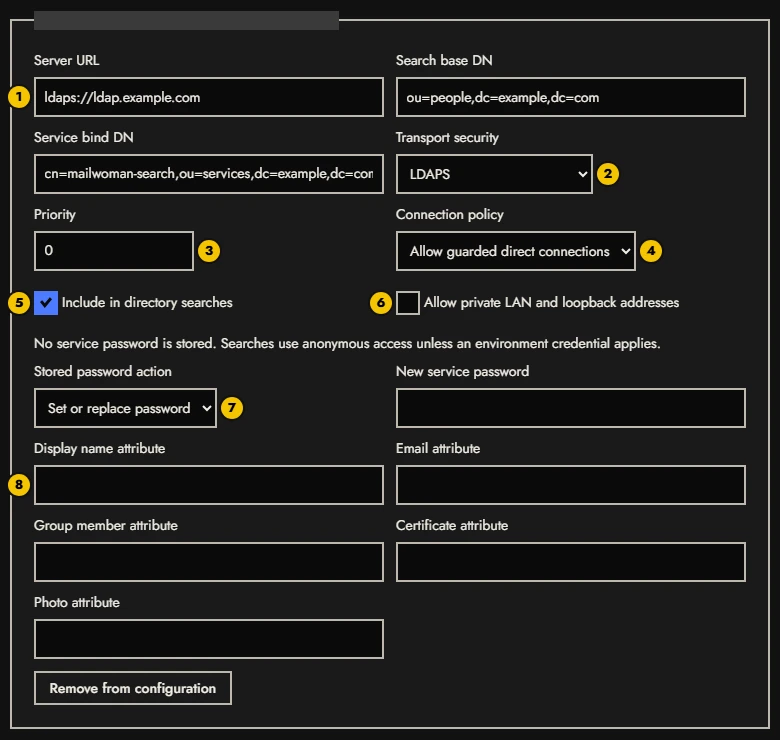 Server URL
Search base DN
1
ldaps://ldap.example.com
ou=people,dc=example,dc=com
Service bind DN
Transport security
cn=mailwoman-search,ou=services,dc=example,dc=con
LDAPS
2
Priority
Connection policy
0
3
Allow guarded direct connections
4
5
Include in directory searches
6
Allow private LAN and loopback addresses
No service password is stored. Searches use anonymous access unless an environment credential applies.
Stored password action
New service password
Set or replace password
7
Display name attribute
Email attribute
8
Group member attribute
Certificate attribute
Photo attribute
Remove from configuration